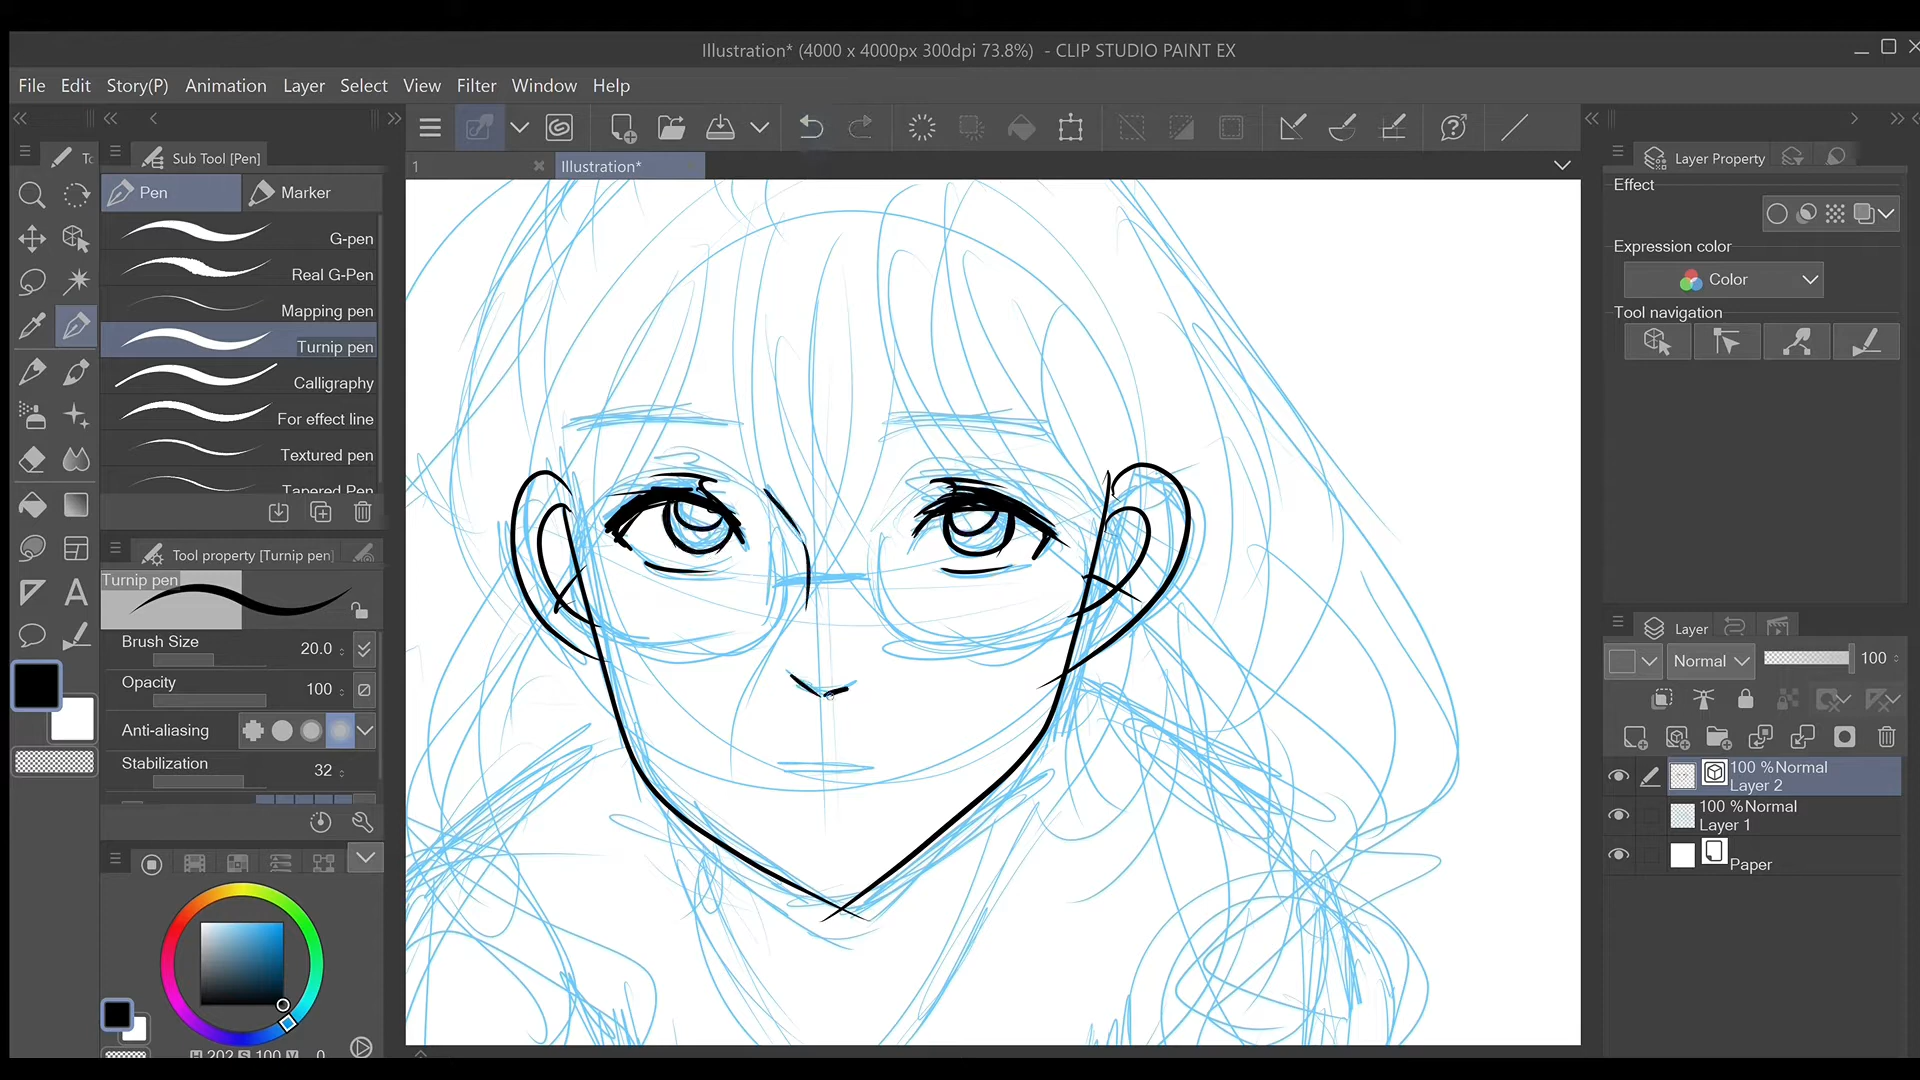 Illustration* (4000 x 4000px 300dpi 73.8%) - CLIP STUDIO PAINT EX
File Edit Story(P) Animation Layer Select View Filter Window Help
Sub Tool [Pen]
Pen Marker
G-pen
Real G-Pen
Mapping pen
Turnip pen
Calligraphy
For effect line
Textured pen
Tapered Pen
Tool property [Turnip pen]
Turnip pen
Brush Size 20.0
Opacity 100
Anti-aliasing
Stabilization 32
H 202 S 100 V 0
1 Illustration*
Layer Property
Effect
Expression color
Color
Tool navigation
Layer
Normal 100
100 %Normal
Layer 2
100 %Normal
Layer 1
Paper